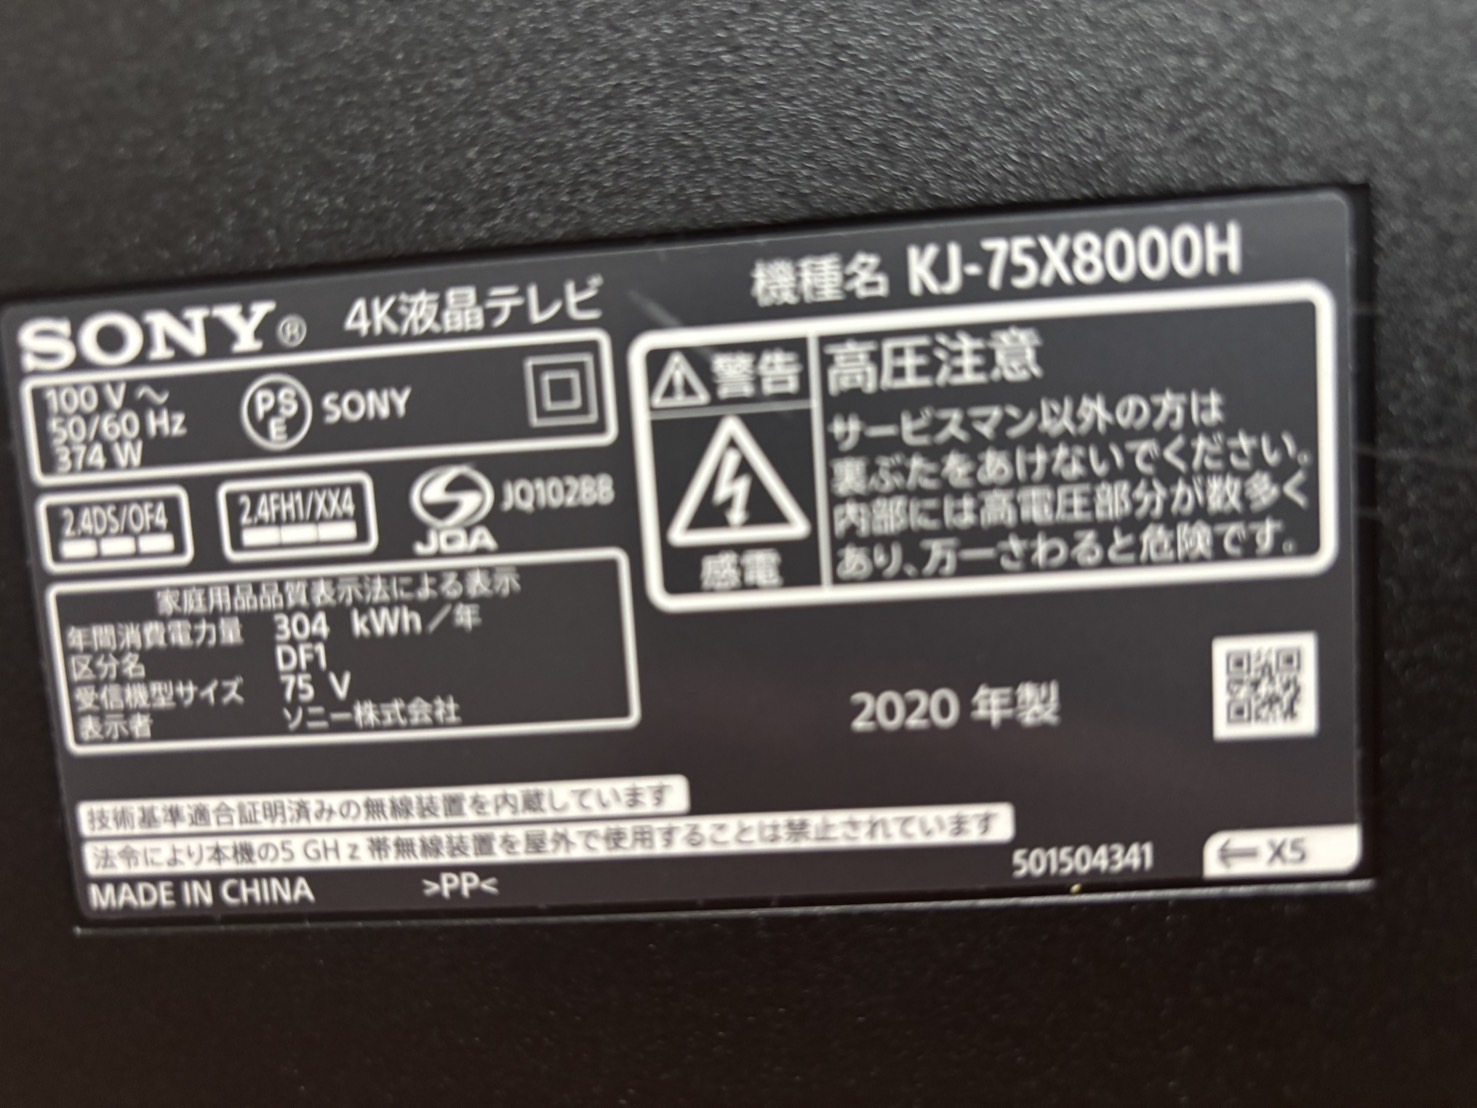 SONY® 4K液晶テレビ 機種名 KJ-75X8000H
100 V ～
50/60 Hz
374 W
PSE SONY
2.4DS/OF4
2.4FH1/XX4
JQA JQ1028B
家庭用品品質表示法による表示
年間消費電力量 304 kWh／年
区分名 DF1
受信機型サイズ 75 V
表示者 ソニー株式会社
警告
感電
高圧注意
サービスマン以外の方は
裏ぶたをあけないでください。
内部には高電圧部分が数多く
あり、万一さわると危険です。
2020 年製
技術基準適合証明済みの無線装置を内蔵しています
法令により本機の5 GHz 帯無線装置を屋外で使用することは禁止されています
MADE IN CHINA >PP< 501504341 ⇐ X5